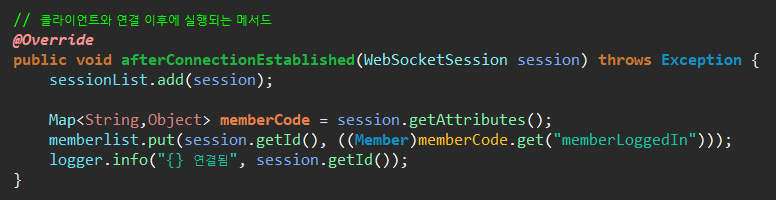 // 클라이언트와 연결 이후에 실행되는 메서드
@Override
public void afterConnectionEstablished(WebSocketSession session) throws Exception {
    sessionList.add(session);

    Map<String,Object> memberCode = session.getAttributes();
    memberlist.put(session.getId(), ((Member)memberCode.get("memberLoggedIn")));
    logger.info("{} 연결됨", session.getId());
}